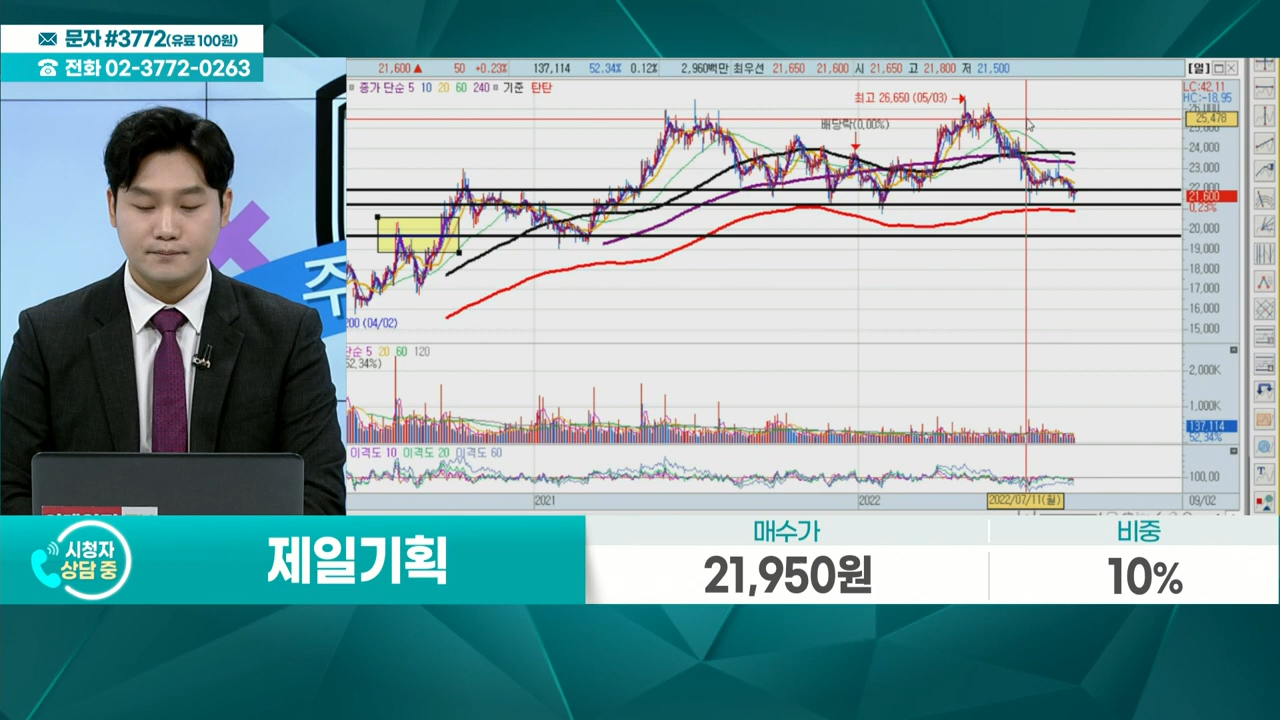 문자 #3772(유료 100원)
전화 02-3772-0263
21,600▲ 50 +0.23% 137,114 52.34% 0.12% 2,960백만 최우선 21,650 21,600 시 21,650 고 21,800 저 21,500 [일]
종가 단순 5 10 20 60 240 기준 탄탄
LC:42.11
HC:-18.95
최고 26,650 (05/03)
25,478
배당락(0.00%)
24,000
23,000
22,000
21,600
0.23%
20,000
19,000
18,000
17,000
16,000
15,000
200 (04/02)
단순 5 20 60 120
52.34%)
2,000K
1,000K
137,114
52.34%
이격도 10 이격도 20 이격도 60
100,00
2021
2022
2022/07/11(월)
09/02
주
시청자
상담 중
제일기획
매수가
비중
21,950원
10%